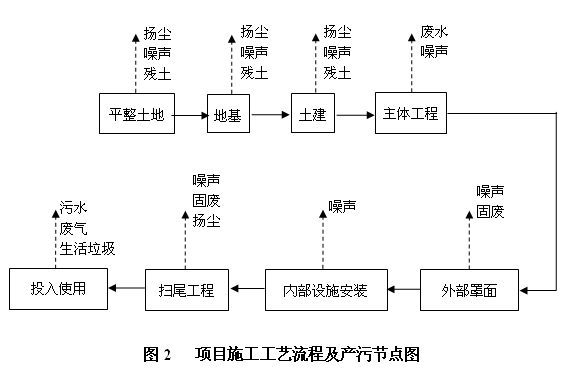 扬尘
噪声
残土
扬尘
噪声
残土
扬尘
噪声
残土
废水
噪声
平整土地
地基
土建
主体工程
污水
废气
生活垃圾
噪声
固废
扬尘
噪声
噪声
固废
投入使用
扫尾工程
内部设施安装
外部罩面
图2 项目施工工艺流程及产污节点图